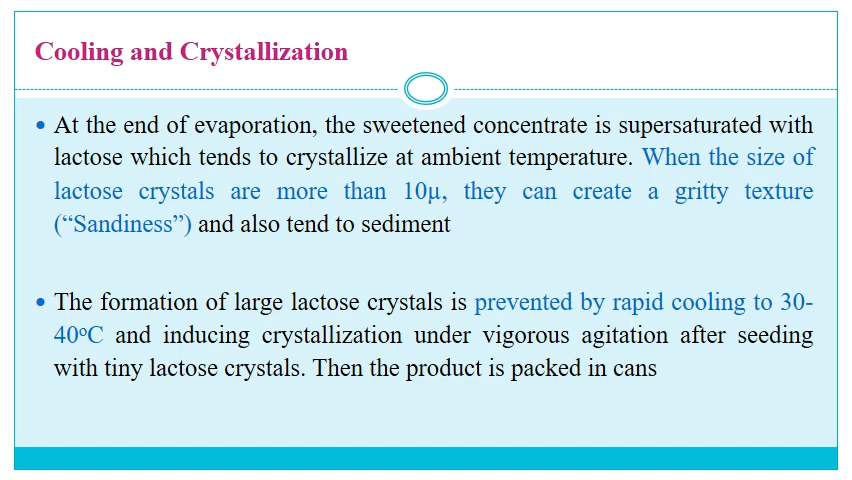 Cooling and Crystallization
• At the end of evaporation, the sweetened concentrate is supersaturated with
lactose which tends to crystallize at ambient temperature. When the size of
lactose crystals are more than 10μ, they can create a gritty texture
(“Sandiness”) and also tend to sediment
• The formation of large lactose crystals is prevented by rapid cooling to 30-
40ºC and inducing crystallization under vigorous agitation after seeding
with tiny lactose crystals. Then the product is packed in cans